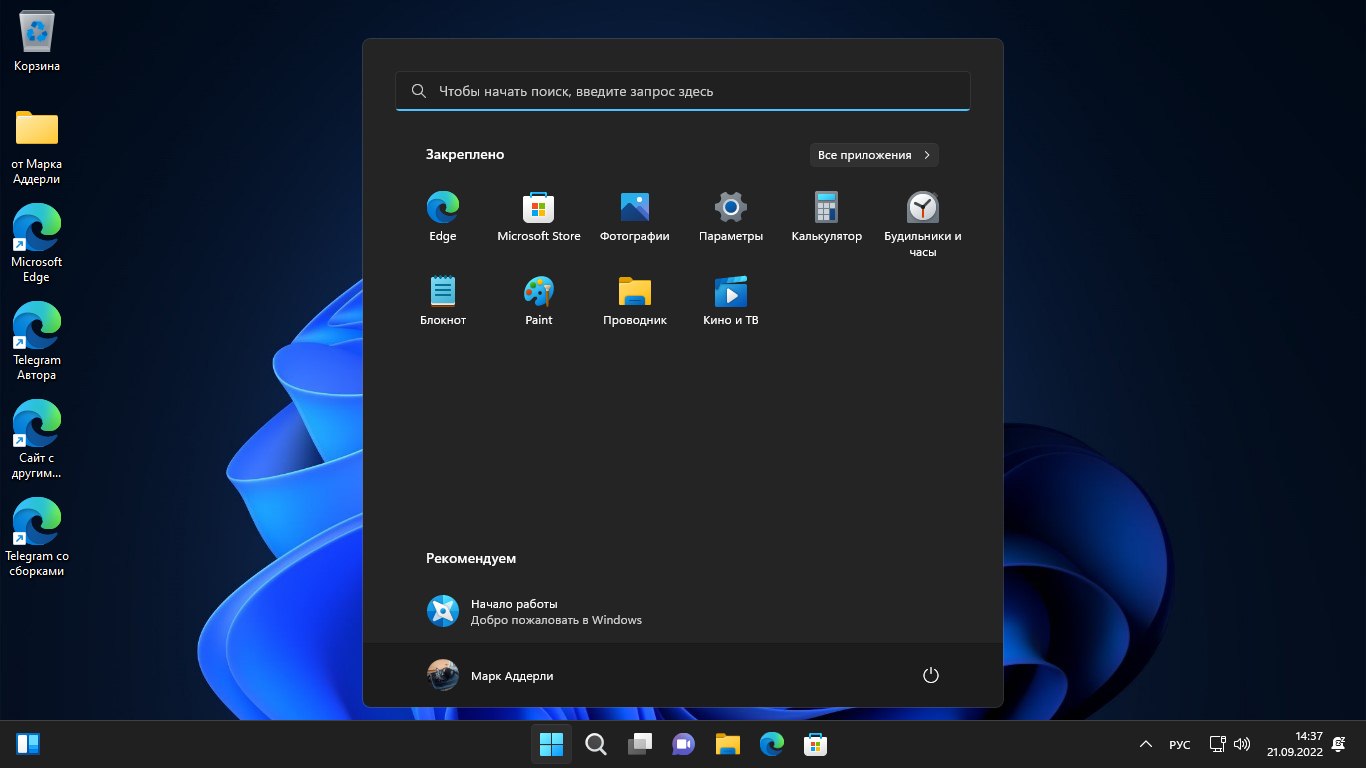 Корзина
от Марка
Аддерли
Microsoft
Edge
Telegram
Автора
Сайт с
другим...
Telegram со
сборками
Чтобы начать поиск, введите запрос здесь
Закреплено
Все приложения
Edge
Microsoft Store
Фотографии
Параметры
Калькулятор
Будильники и
часы
Блокнот
Paint
Проводник
Кино и ТВ
Рекомендуем
Начало работы
Добро пожаловать в Windows
Марк Аддерли
РУС
14:37
21.09.2022